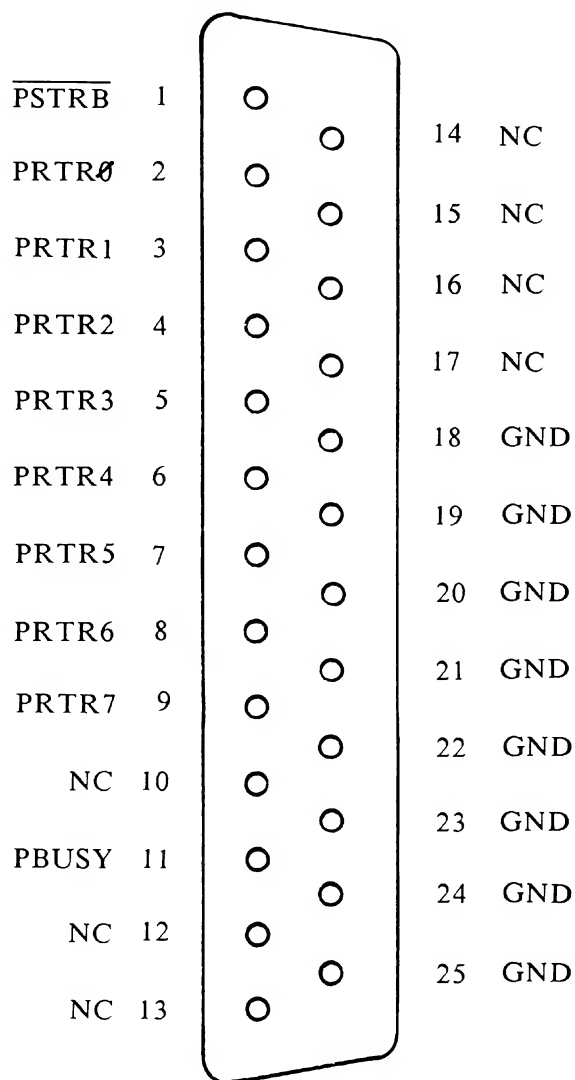 P̅S̅T̅R̅B̅ 1
14 NC
PRTR0 2
15 NC
PRTR1 3
16 NC
PRTR2 4
17 NC
PRTR3 5
18 GND
PRTR4 6
19 GND
PRTR5 7
20 GND
PRTR6 8
21 GND
PRTR7 9
22 GND
NC 10
23 GND
PBUSY 11
24 GND
NC 12
25 GND
NC 13